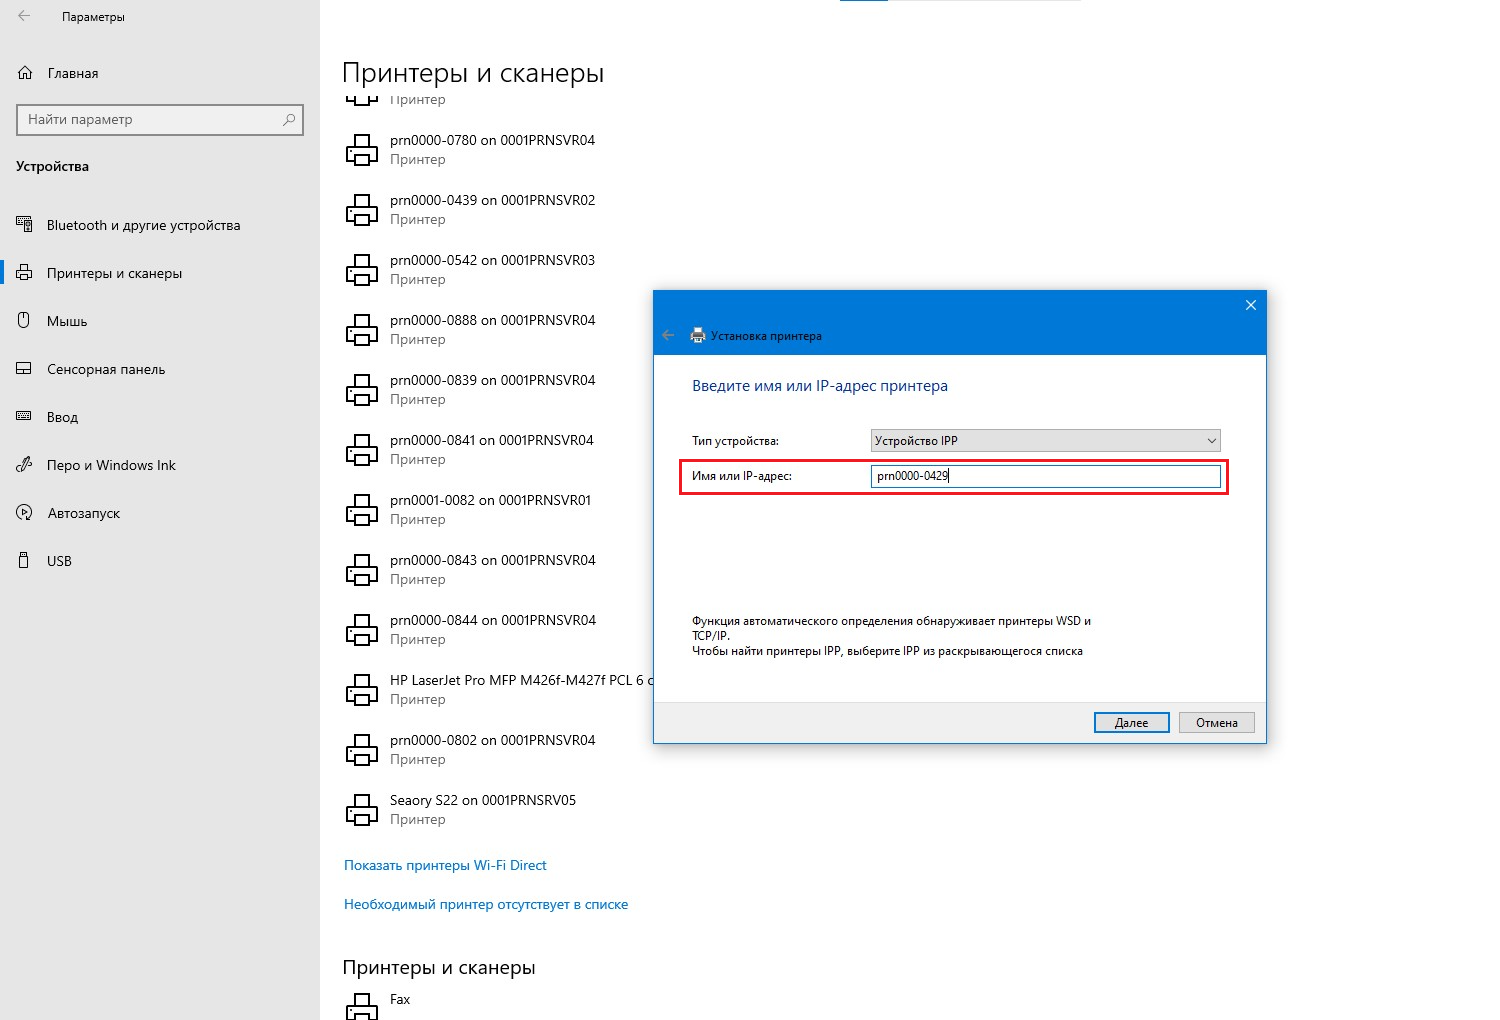 Параметры
Главная
Найти параметр
Устройства
Bluetooth и другие устройства
Принтеры и сканеры
Мышь
Сенсорная панель
Ввод
Перо и Windows Ink
Автозапуск
USB
Принтеры и сканеры
Принтер
prn0000-0780 on 0001PRNSVR04
Принтер
prn0000-0439 on 0001PRNSVR02
Принтер
prn0000-0542 on 0001PRNSVR03
Принтер
prn0000-0888 on 0001PRNSVR04
Принтер
prn0000-0839 on 0001PRNSVR04
Принтер
prn0000-0841 on 0001PRNSVR04
Принтер
prn0001-0082 on 0001PRNSVR01
Принтер
prn0000-0843 on 0001PRNSVR04
Принтер
prn0000-0844 on 0001PRNSVR04
Принтер
HP LaserJet Pro MFP M426f-M427f PCL 6 c
Принтер
prn0000-0802 on 0001PRNSVR04
Принтер
Seaory S22 on 0001PRNSRV05
Принтер
Показать принтеры Wi-Fi Direct
Необходимый принтер отсутствует в списке
Принтеры и сканеры
Fax
Установка принтера
Введите имя или IP-адрес принтера
Тип устройства:
Устройство IPP
Имя или IP-адрес:
prn0000-0429
Функция автоматического определения обнаруживает принтеры WSD и
TCP/IP.
Чтобы найти принтеры IPP, выберите IPP из раскрывающегося списка
Далее
Отмена